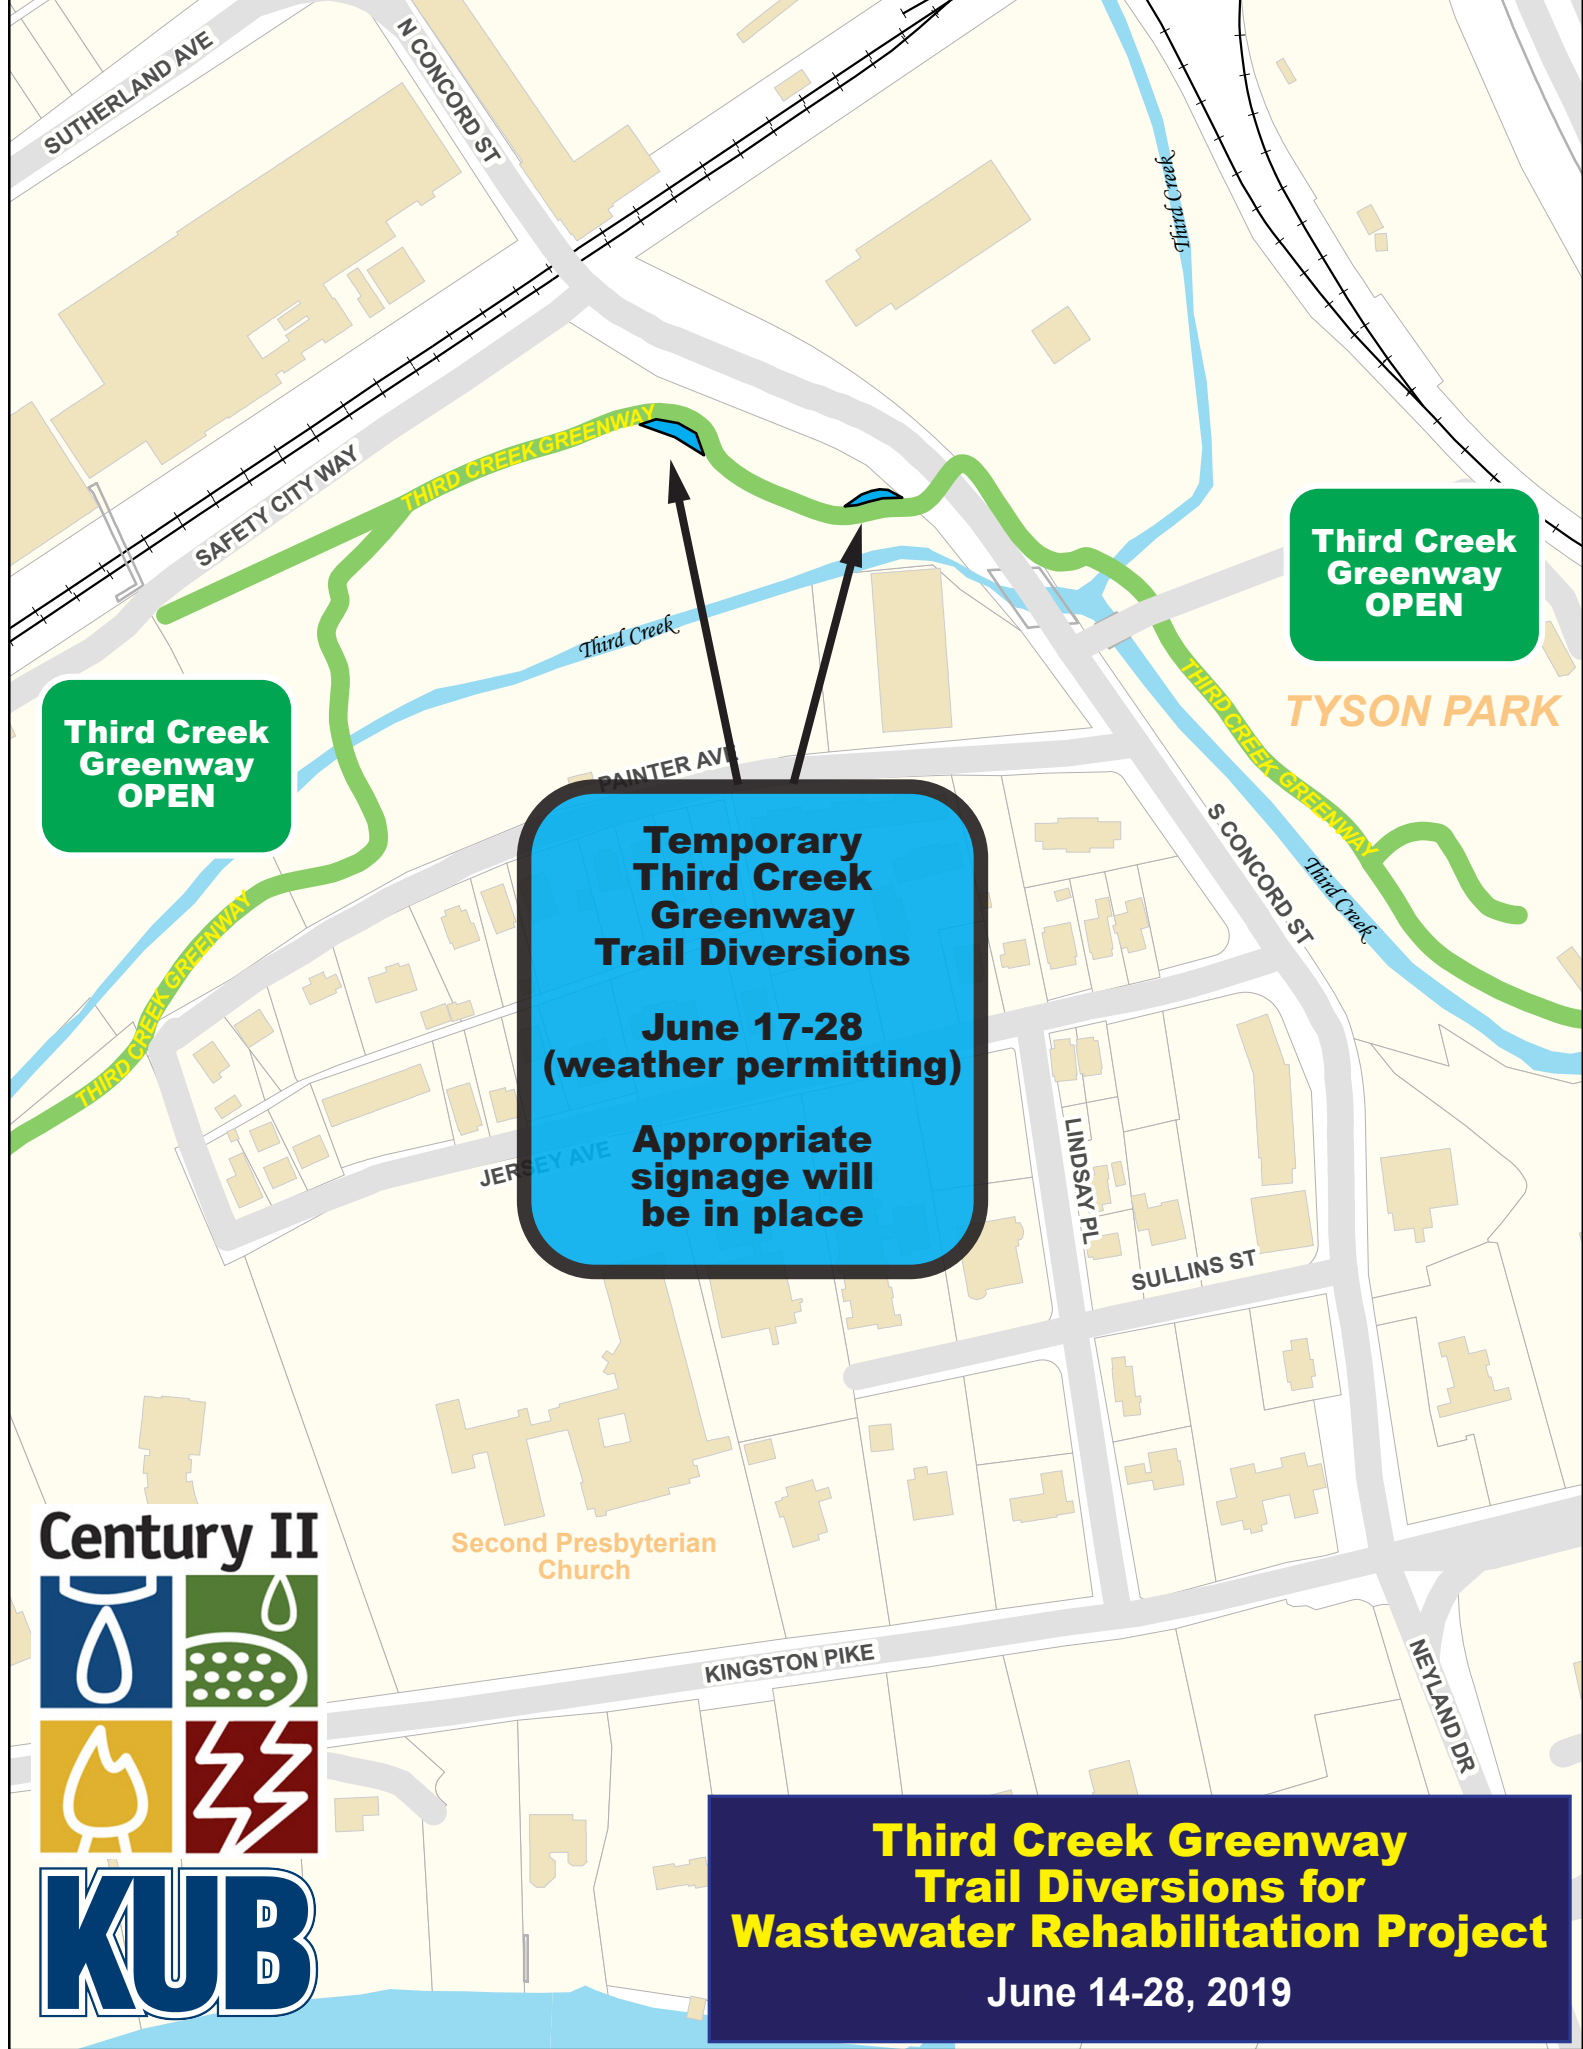 SUTHERLAND AVE
N CONCORD ST
Third Creek
THIRD CREEK GREENWAY
SAFETY CITY WAY
Third Creek
Greenway
OPEN
Third Creek
TYSON PARK
THIRD CREEK GREENWAY
Third Creek
Greenway
OPEN
PAINTER AVE
S CONCORD ST
Third Creek
THIRD CREEK GREENWAY
Temporary
Third Creek
Greenway
Trail Diversions
June 17-28
(weather permitting)
Appropriate
signage will
be in place
JERSEY AVE
LINDSAY PL
SULLINS ST
Second Presbyterian
Church
KINGSTON PIKE
NEYLAND DR
Century II
KUB
Third Creek Greenway
Trail Diversions for
Wastewater Rehabilitation Project
June 14-28, 2019